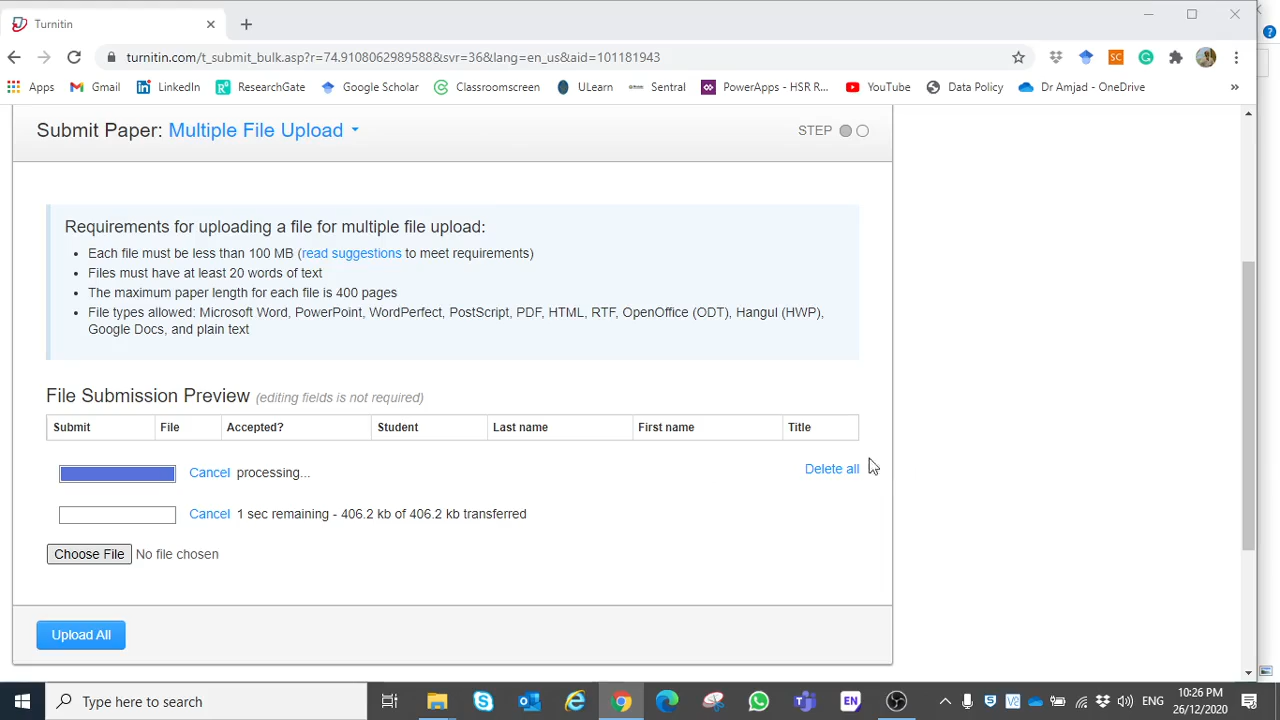 Turnitin
turnitin.com/t_submit_bulk.asp?r=74.9108062989588&svr=36&lang=en_us&aid=101181943
SC
Apps Gmail LinkedIn ResearchGate Google Scholar Classroomscreen ULearn Sentral PowerApps - HSR R... YouTube Data Policy Dr Amjad - OneDrive »
Submit Paper: Multiple File Upload STEP
Requirements for uploading a file for multiple file upload:
• Each file must be less than 100 MB (read suggestions to meet requirements)
• Files must have at least 20 words of text
• The maximum paper length for each file is 400 pages
• File types allowed: Microsoft Word, PowerPoint, WordPerfect, PostScript, PDF, HTML, RTF, OpenOffice (ODT), Hangul (HWP),
Google Docs, and plain text
File Submission Preview (editing fields is not required)
Submit File Accepted? Student Last name First name Title
Cancel processing... Delete all
Cancel 1 sec remaining - 406.2 kb of 406.2 kb transferred
Choose File No file chosen
Upload All
Type here to search EN ENG
10:26 PM
26/12/2020